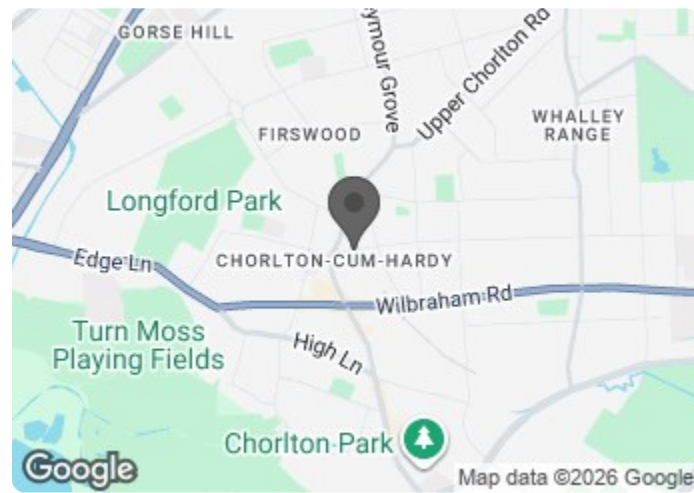 GORSE HILL
eymour Grove
Upper Chorlton Rd
WHALLEY
RANGE
FIRSWOOD
Longford Park
Edge Ln
CHORLTON-CUM-HARDY
Wilbraham Rd
Turn Moss
Playing Fields
High Ln
Chorlton Park
Google
Map data ©2026 Google